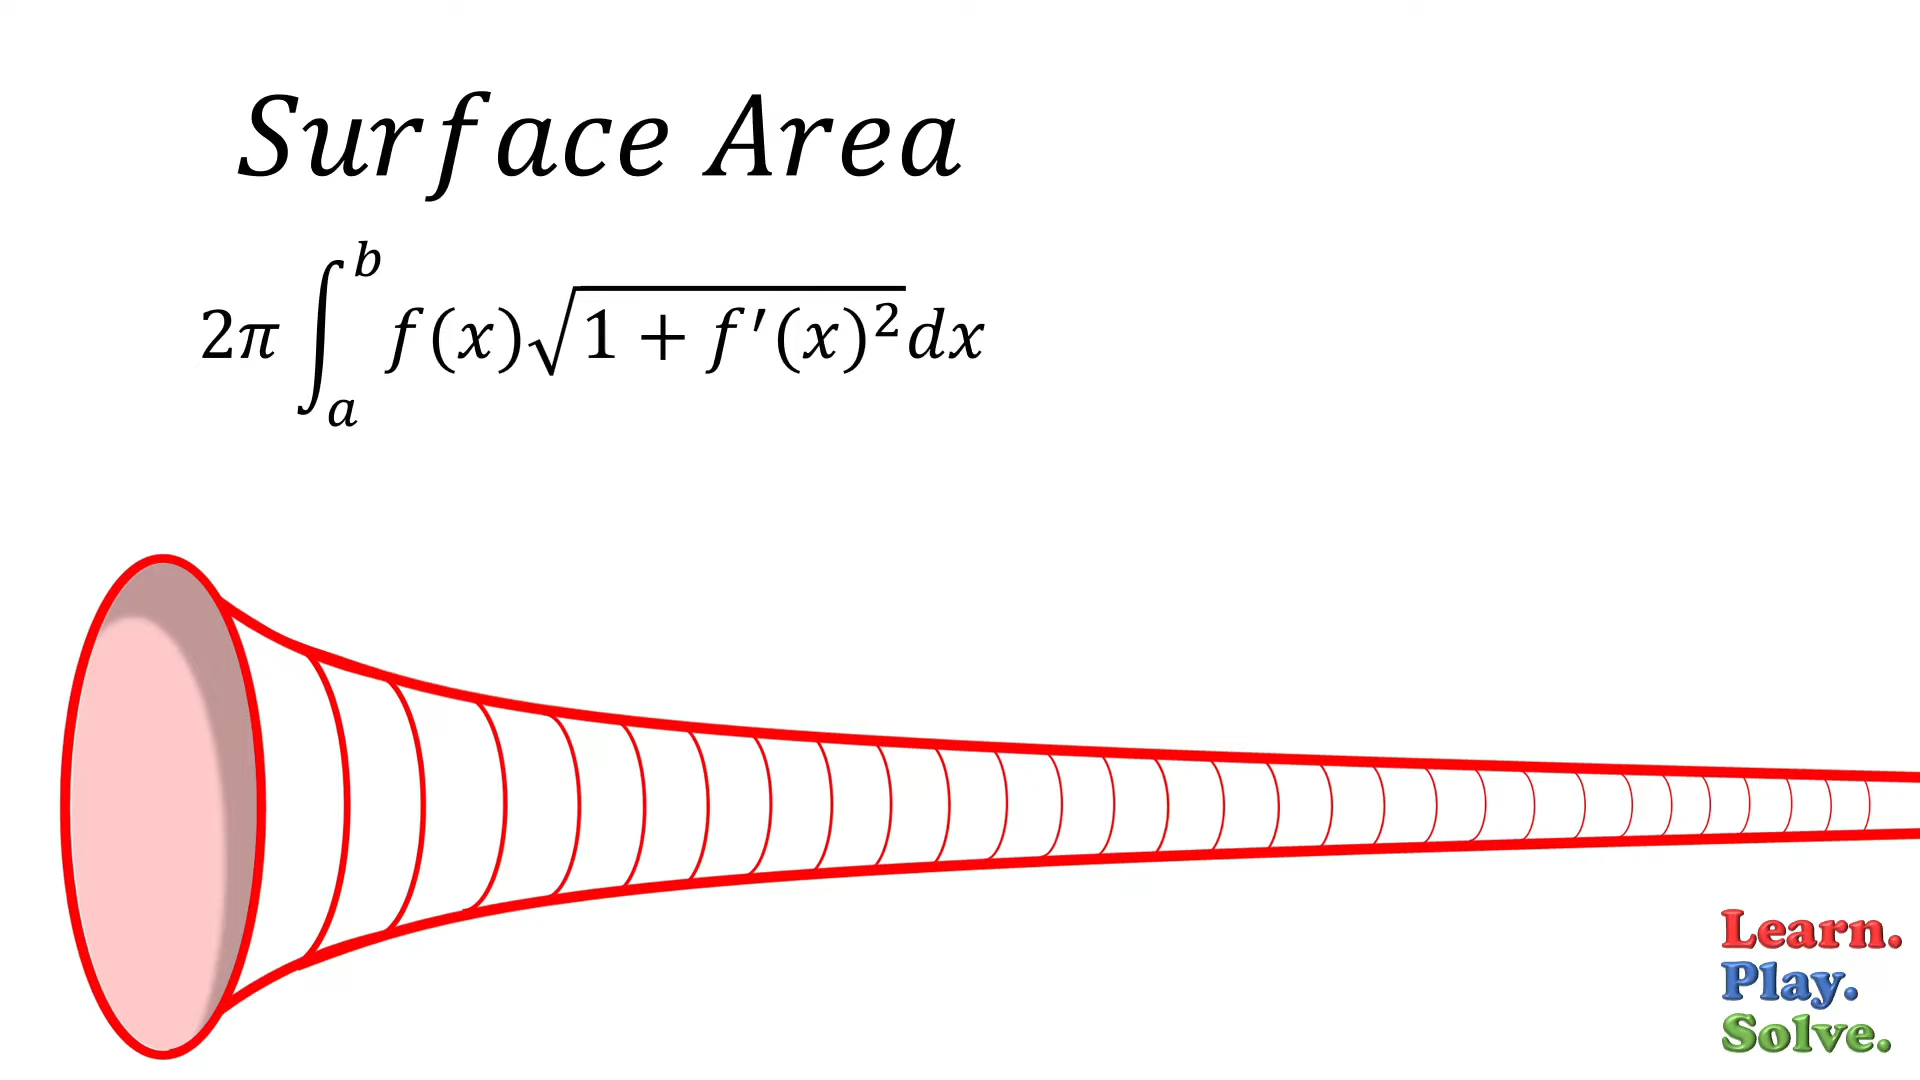 Surface Area
2π∫_a^b f(x)√(1 + f′(x)²)dx
Learn.
Play.
Solve.